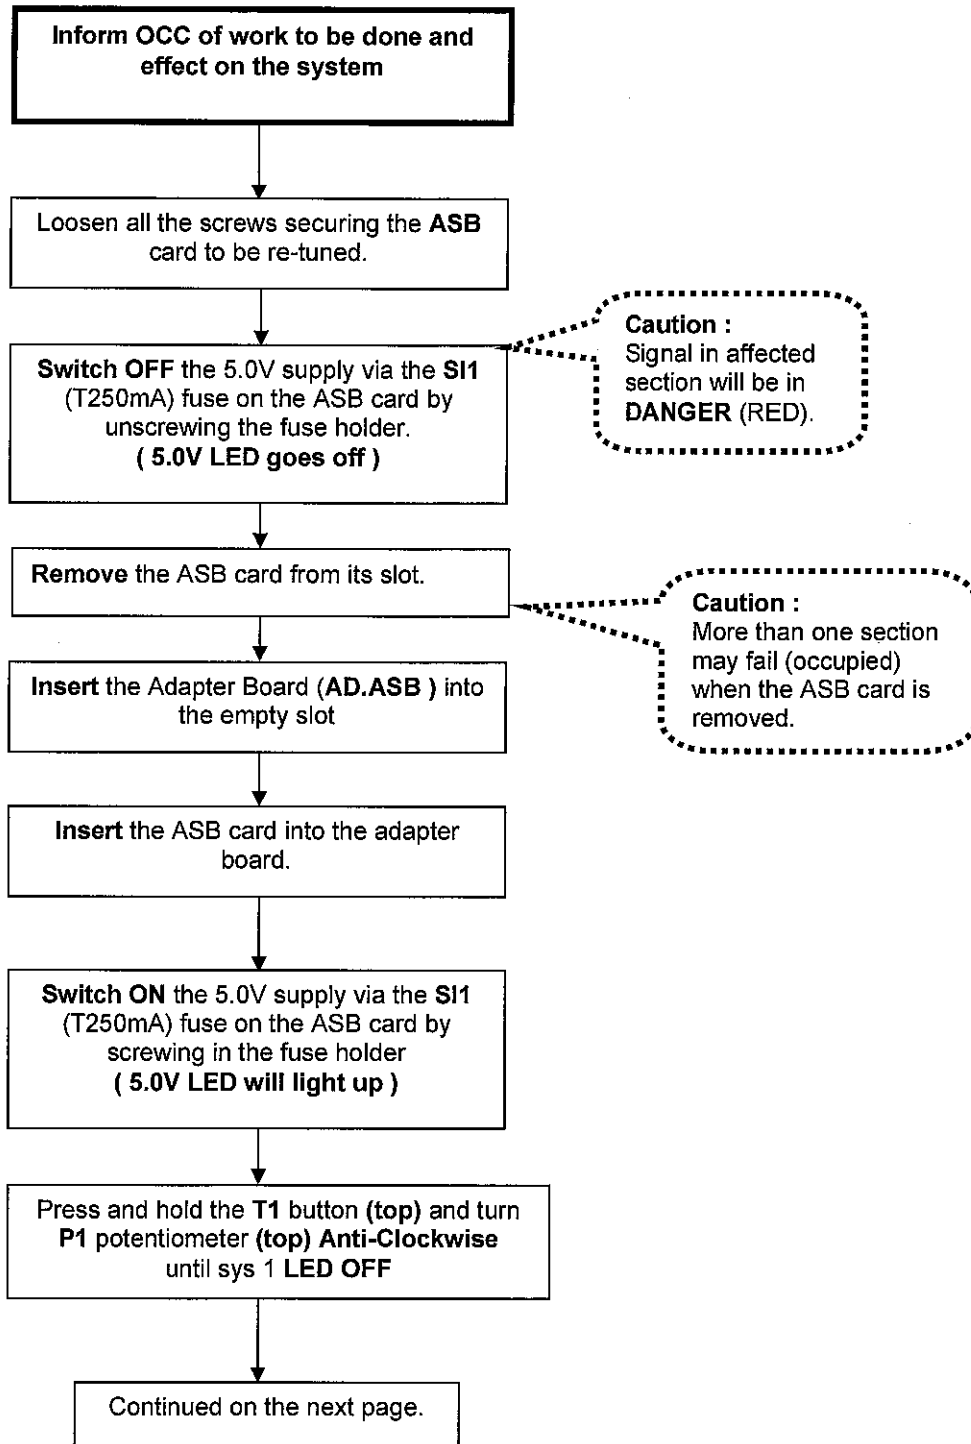 Inform OCC of work to be done and
effect on the system
Loosen all the screws securing the ASB
card to be re-tuned.
Caution :
Signal in affected
section will be in
DANGER (RED).
Switch OFF the 5.0V supply via the SI1
(T250mA) fuse on the ASB card by
unscrewing the fuse holder.
( 5.0V LED goes off )
Remove the ASB card from its slot.
Caution :
More than one section
may fail (occupied)
when the ASB card is
removed.
Insert the Adapter Board (AD.ASB ) into
the empty slot
Insert the ASB card into the adapter
board.
Switch ON the 5.0V supply via the SI1
(T250mA) fuse on the ASB card by
screwing in the fuse holder
( 5.0V LED will light up )
Press and hold the T1 button (top) and turn
P1 potentiometer (top) Anti-Clockwise
until sys 1 LED OFF
Continued on the next page.